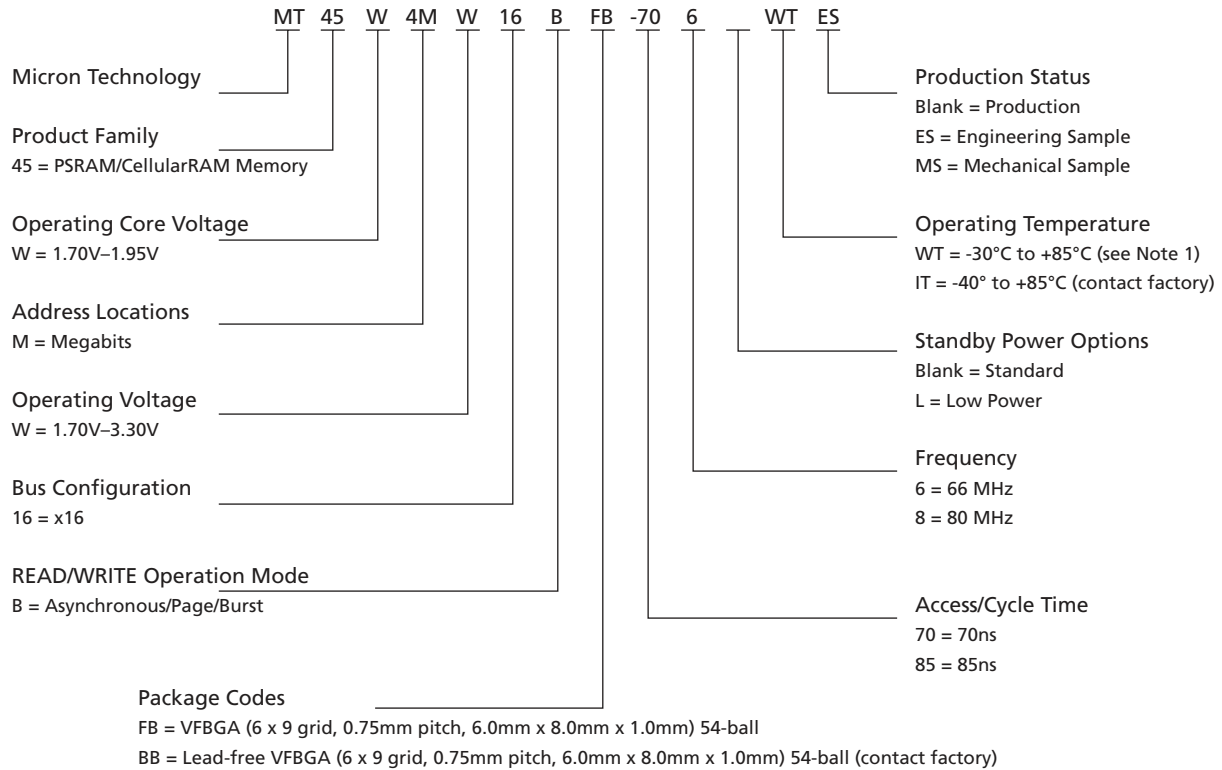 MT 45 W 4M W 16 B FB -70 6 WT ES
Micron Technology
Product Family
45 = PSRAM/CellularRAM Memory
Operating Core Voltage
W = 1.70V–1.95V
Address Locations
M = Megabits
Operating Voltage
W = 1.70V–3.30V
Bus Configuration
16 = x16
READ/WRITE Operation Mode
B = Asynchronous/Page/Burst
Package Codes
FB = VFBGA (6 x 9 grid, 0.75mm pitch, 6.0mm x 8.0mm x 1.0mm) 54-ball
BB = Lead-free VFBGA (6 x 9 grid, 0.75mm pitch, 6.0mm x 8.0mm x 1.0mm) 54-ball (contact factory)
Production Status
Blank = Production
ES = Engineering Sample
MS = Mechanical Sample
Operating Temperature
WT = -30°C to +85°C (see Note 1)
IT = -40° to +85°C (contact factory)
Standby Power Options
Blank = Standard
L = Low Power
Frequency
6 = 66 MHz
8 = 80 MHz
Access/Cycle Time
70 = 70ns
85 = 85ns